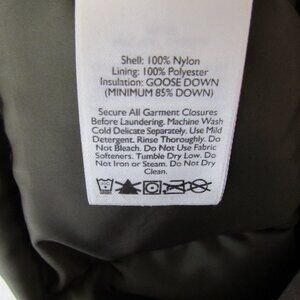 Shell: 100% Nylon
Lining: 100% Polyester
Insulation: GOOSE DOWN
(MINIMUM 85% DOWN)
Secure All Garment Closures
Before Laundering. Machine Wash
Cold Delicate Separately. Use Mild
Detergent. Rinse Thoroughly. Do
Not Bleach. Do Not Use Fabric
Softeners. Tumble Dry Low. Do
Not Iron or Steam. Do Not Dry
Clean.